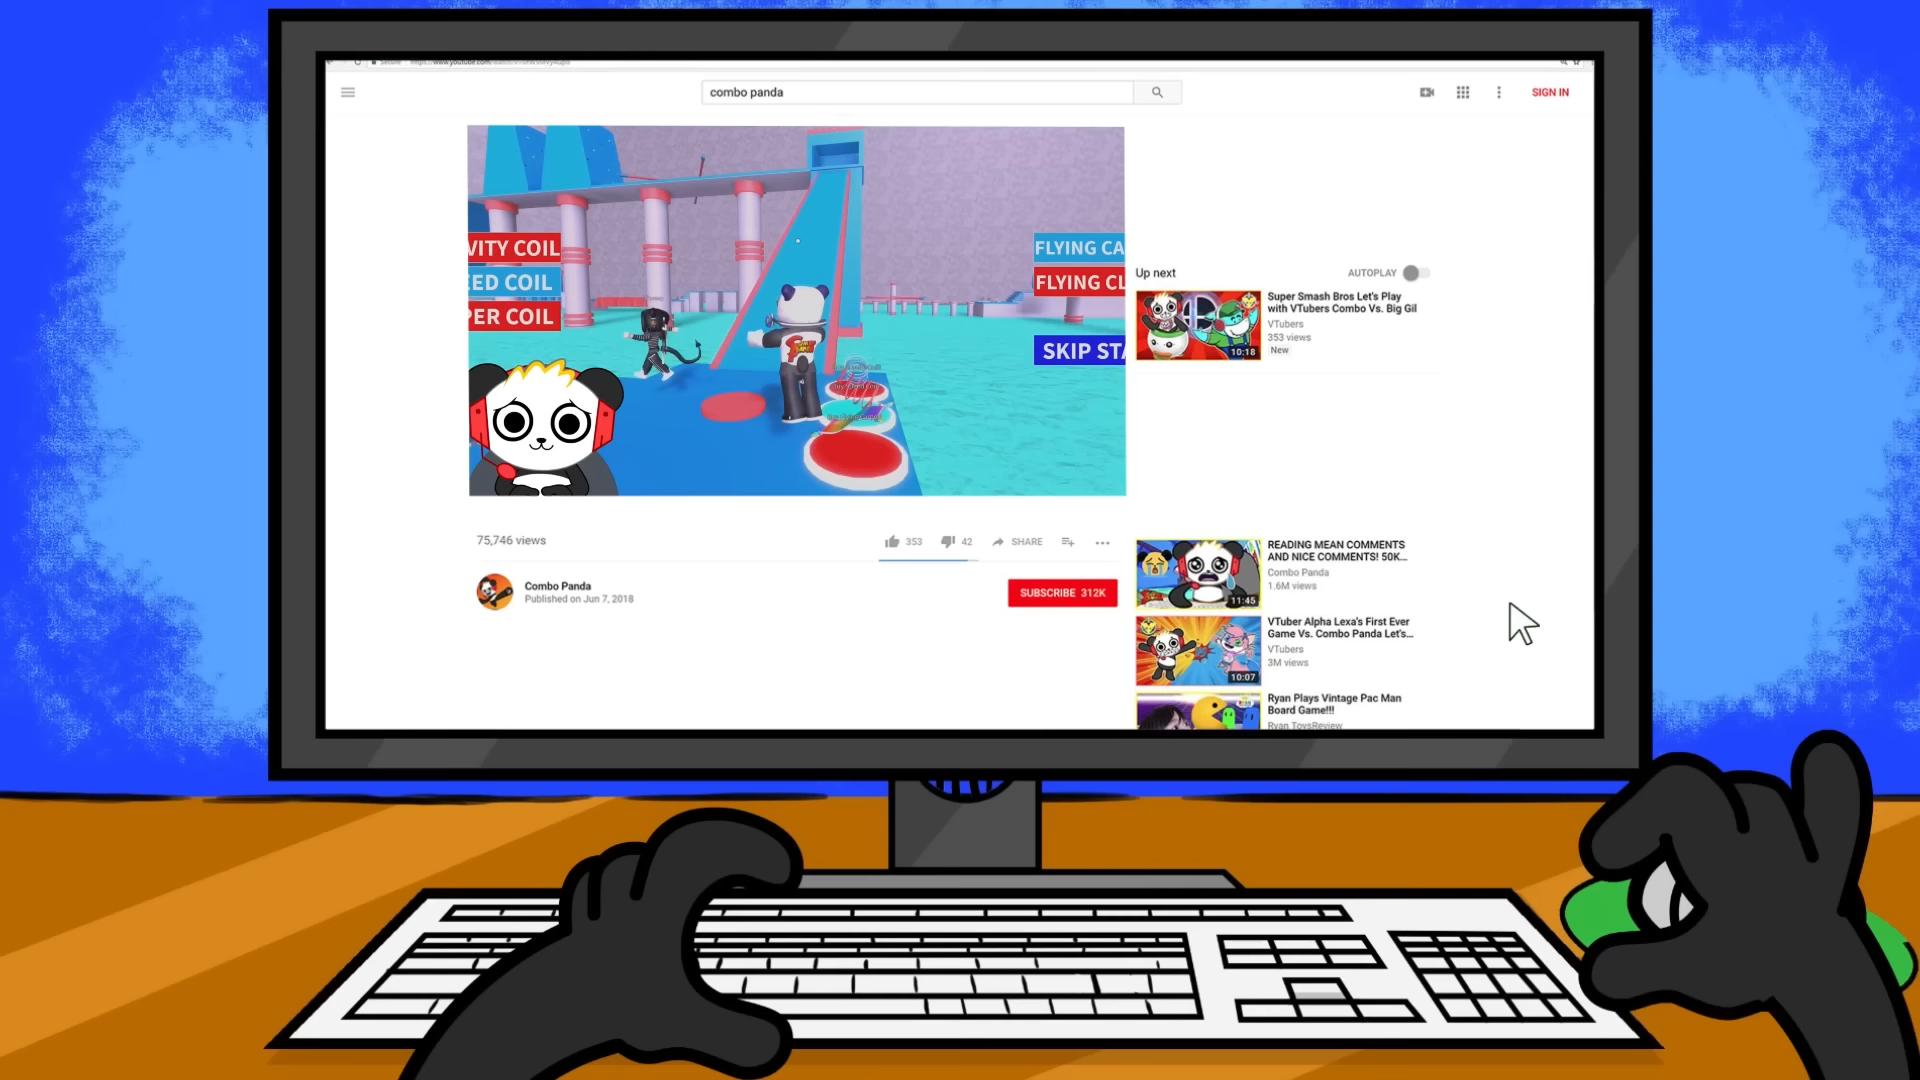 combo panda
SIGN IN
VITY COIL
EED COIL
PER COIL
FLYING CA
FLYING CL
SKIP STA
Up next
AUTOPLAY
Super Smash Bros Let's Play
with VTubers Combo Vs. Big Gil
VTubers
353 views
New
10:18
75,746 views
353
42
SHARE
Combo Panda
Published on Jun 7, 2018
SUBSCRIBE 312K
READING MEAN COMMENTS
AND NICE COMMENTS! 50K...
Combo Panda
1.6M views
11:45
VTuber Alpha Lexa's First Ever
Game Vs. Combo Panda Let's...
VTubers
3M views
10:07
Ryan Plays Vintage Pac Man
Board Game!!!
Ryan ToysReview